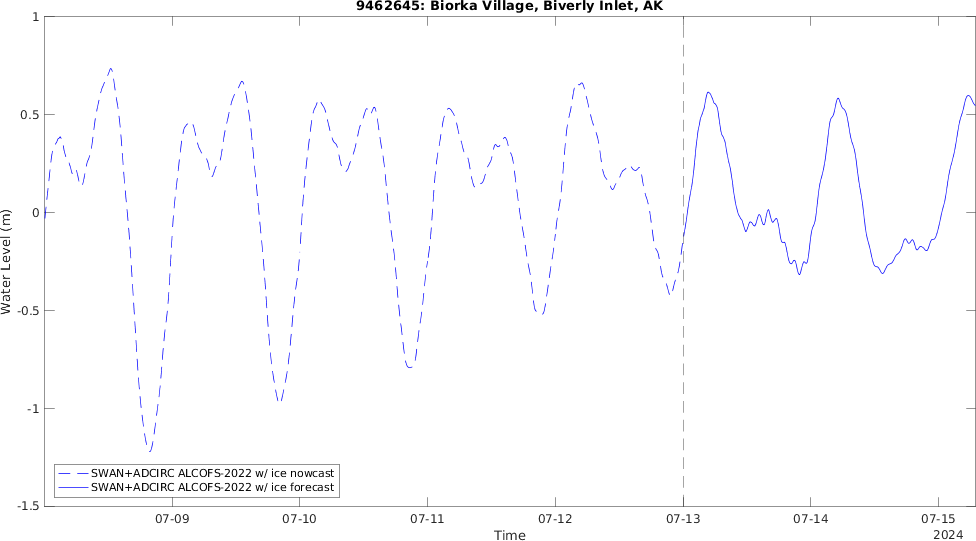 9462645: Biorka Village, Biverly Inlet, AK
Water Level (m)
1
0.5
0
-0.5
-1
-1.5
SWAN+ADCIRC ALCOFS-2022 w/ ice nowcast
SWAN+ADCIRC ALCOFS-2022 w/ ice forecast
07-09 07-10 07-11 07-12 07-13 07-14 07-15
Time
2024